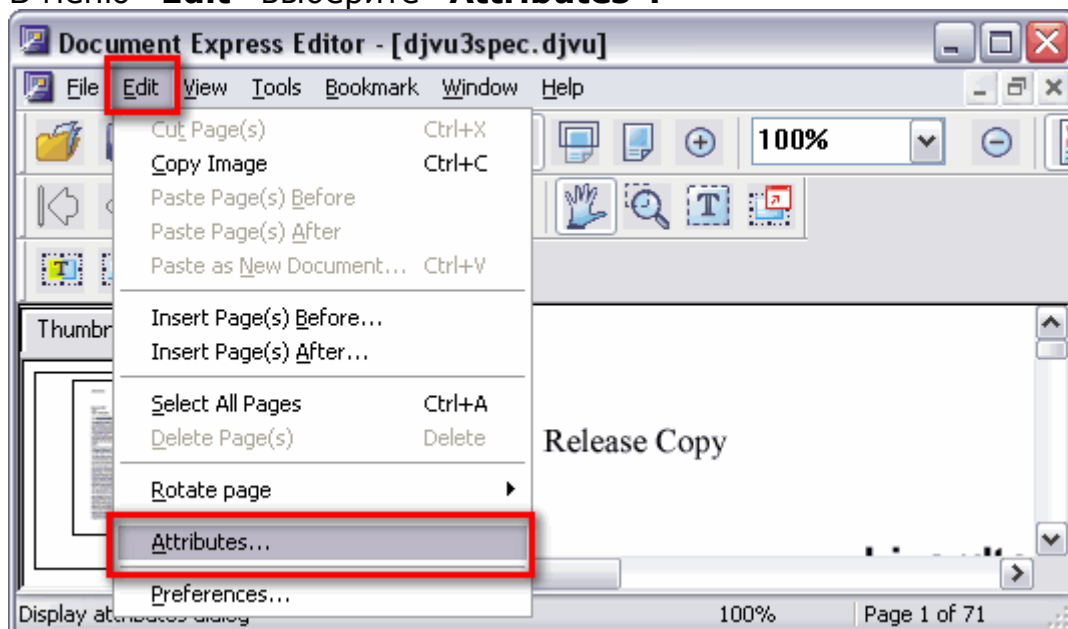 В меню "Edit" выберите "Attributes".
Document Express Editor - [djvu3spec.djvu]
File Edit View Tools Bookmark Window Help
100%
Cut Page(s) Ctrl+X
Copy Image Ctrl+C
Paste Page(s) Before
Paste Page(s) After
Paste as New Document... Ctrl+V
Insert Page(s) Before...
Insert Page(s) After...
Select All Pages Ctrl+A
Delete Page(s) Delete
Rotate page
Attributes...
Preferences...
Release Copy
Display dialog
100% Page 1 of 71